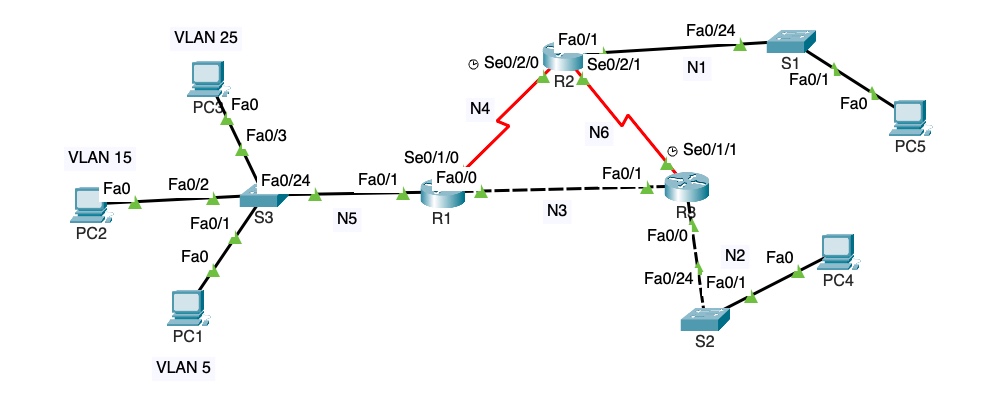 VLAN 25
PC3
Fa0
Fa0/3
VLAN 15
Fa0
PC2
Fa0/2
Fa0/24
S3
Fa0/1
Fa0
PC1
VLAN 5
N5
Fa0/1
Se0/1/0
Fa0/0
R1
N4
Se0/2/0
Fa0/1
R2
Se0/2/1
N6
N3
Fa0/24
N1
S1
Fa0/1
Fa0
PC5
Se0/1/1
Fa0/1
R3
Fa0/0
N2
Fa0/24
Fa0/1
S2
Fa0
PC4